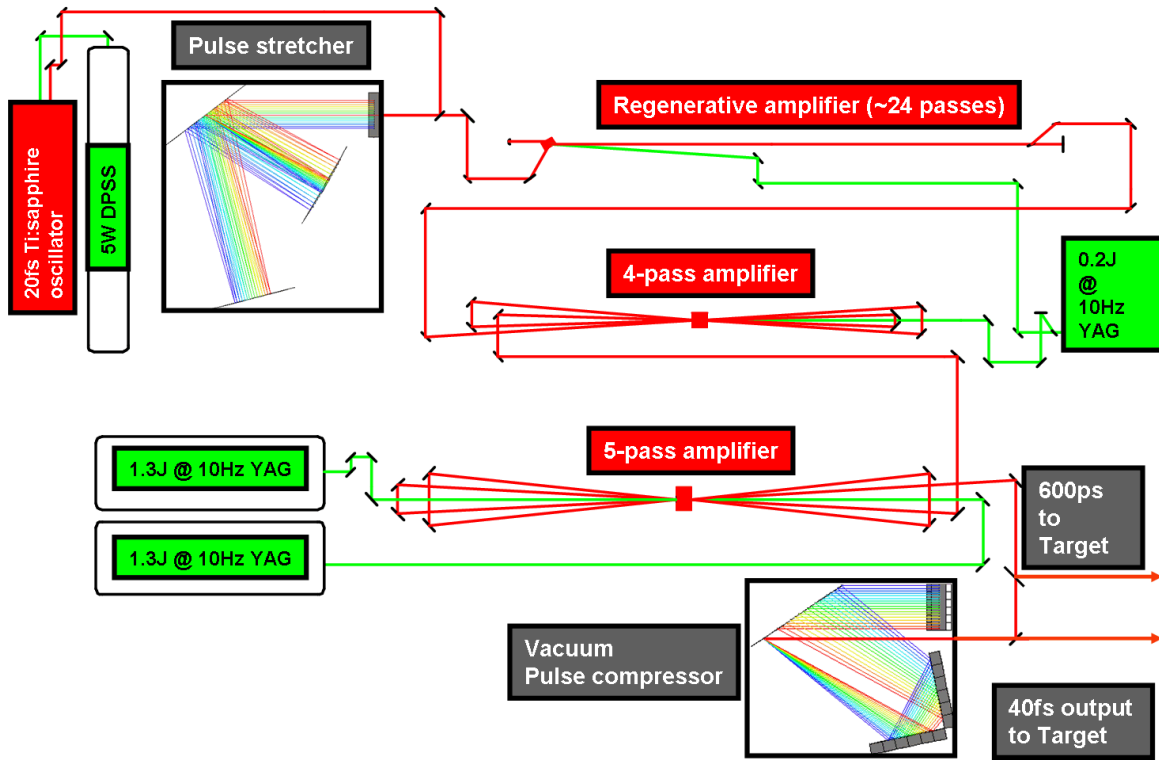 Pulse stretcher
Regenerative amplifier (~24 passes)
20fs Ti:sapphire
oscillator
5W DPSS
4-pass amplifier
0.2J
@
10Hz
YAG
5-pass amplifier
1.3J @ 10Hz YAG
1.3J @ 10Hz YAG
600ps
to
Target
Vacuum
Pulse compressor
40fs output
to Target